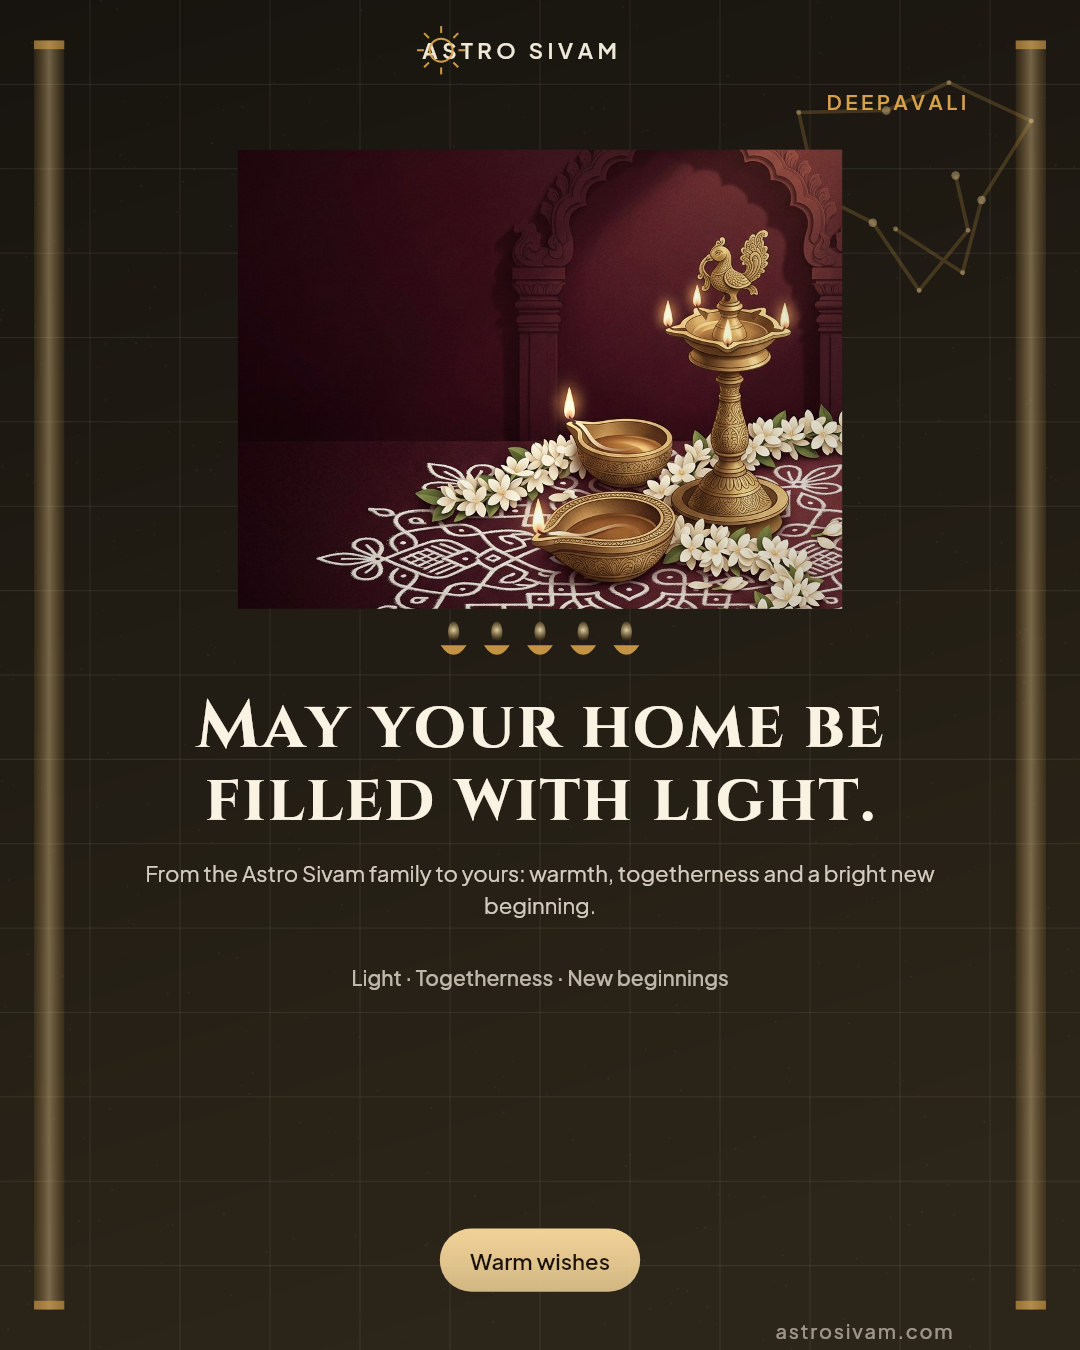 ASTRO SIVAM
DEEPAVALI
MAY YOUR HOME BE
FILLED WITH LIGHT.
From the Astro Sivam family to yours: warmth, togetherness and a bright new
beginning.
Light · Togetherness · New beginnings
Warm wishes
astrosivam.com